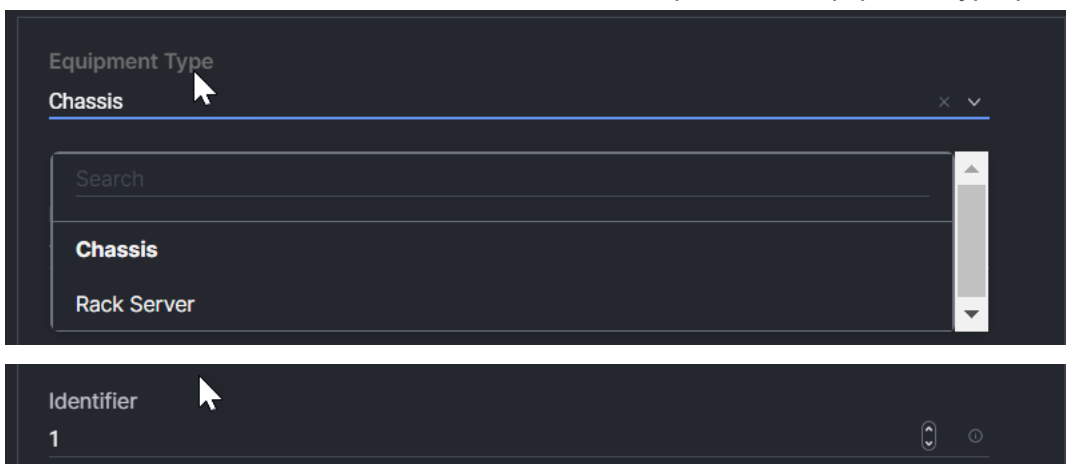 Equipment Type
Chassis
Search
Chassis
Rack Server
Identifier
1